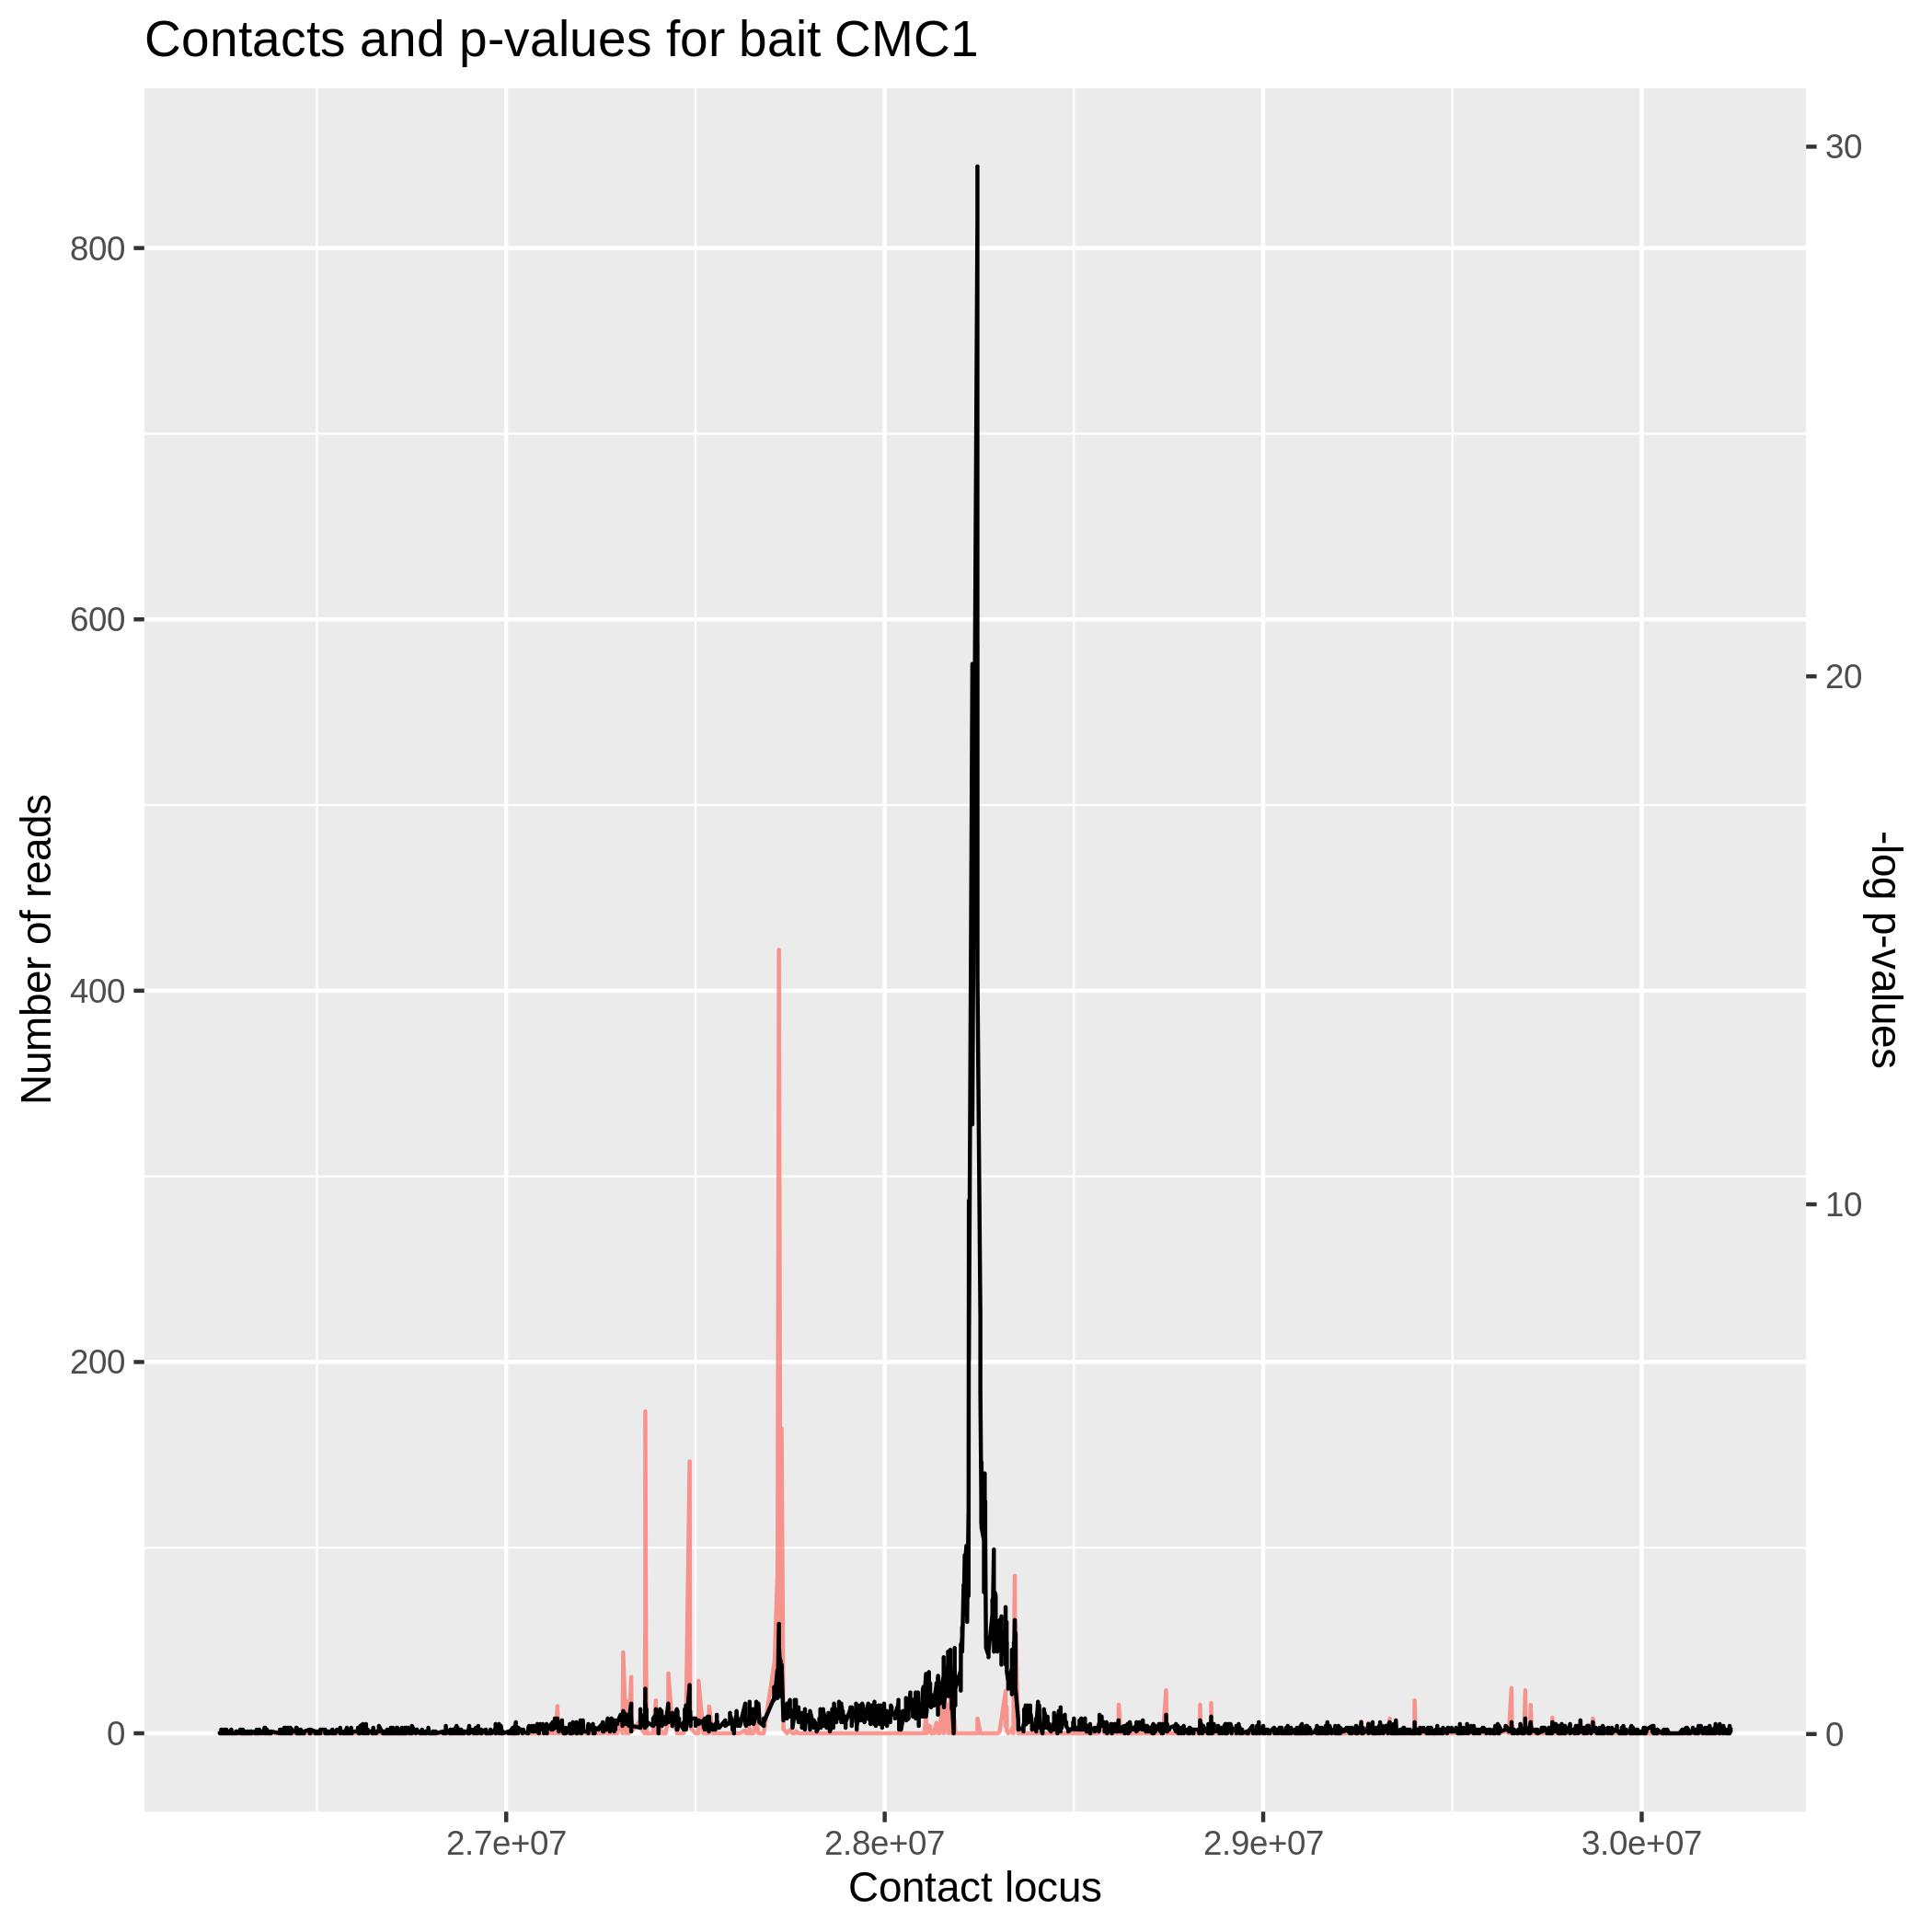 Contacts and p-values for bait CMC1
30
800
20
600
Number of reads
-log p-values
400
10
200
0
0
2.7e+07
2.8e+07
2.9e+07
3.0e+07
Contact locus